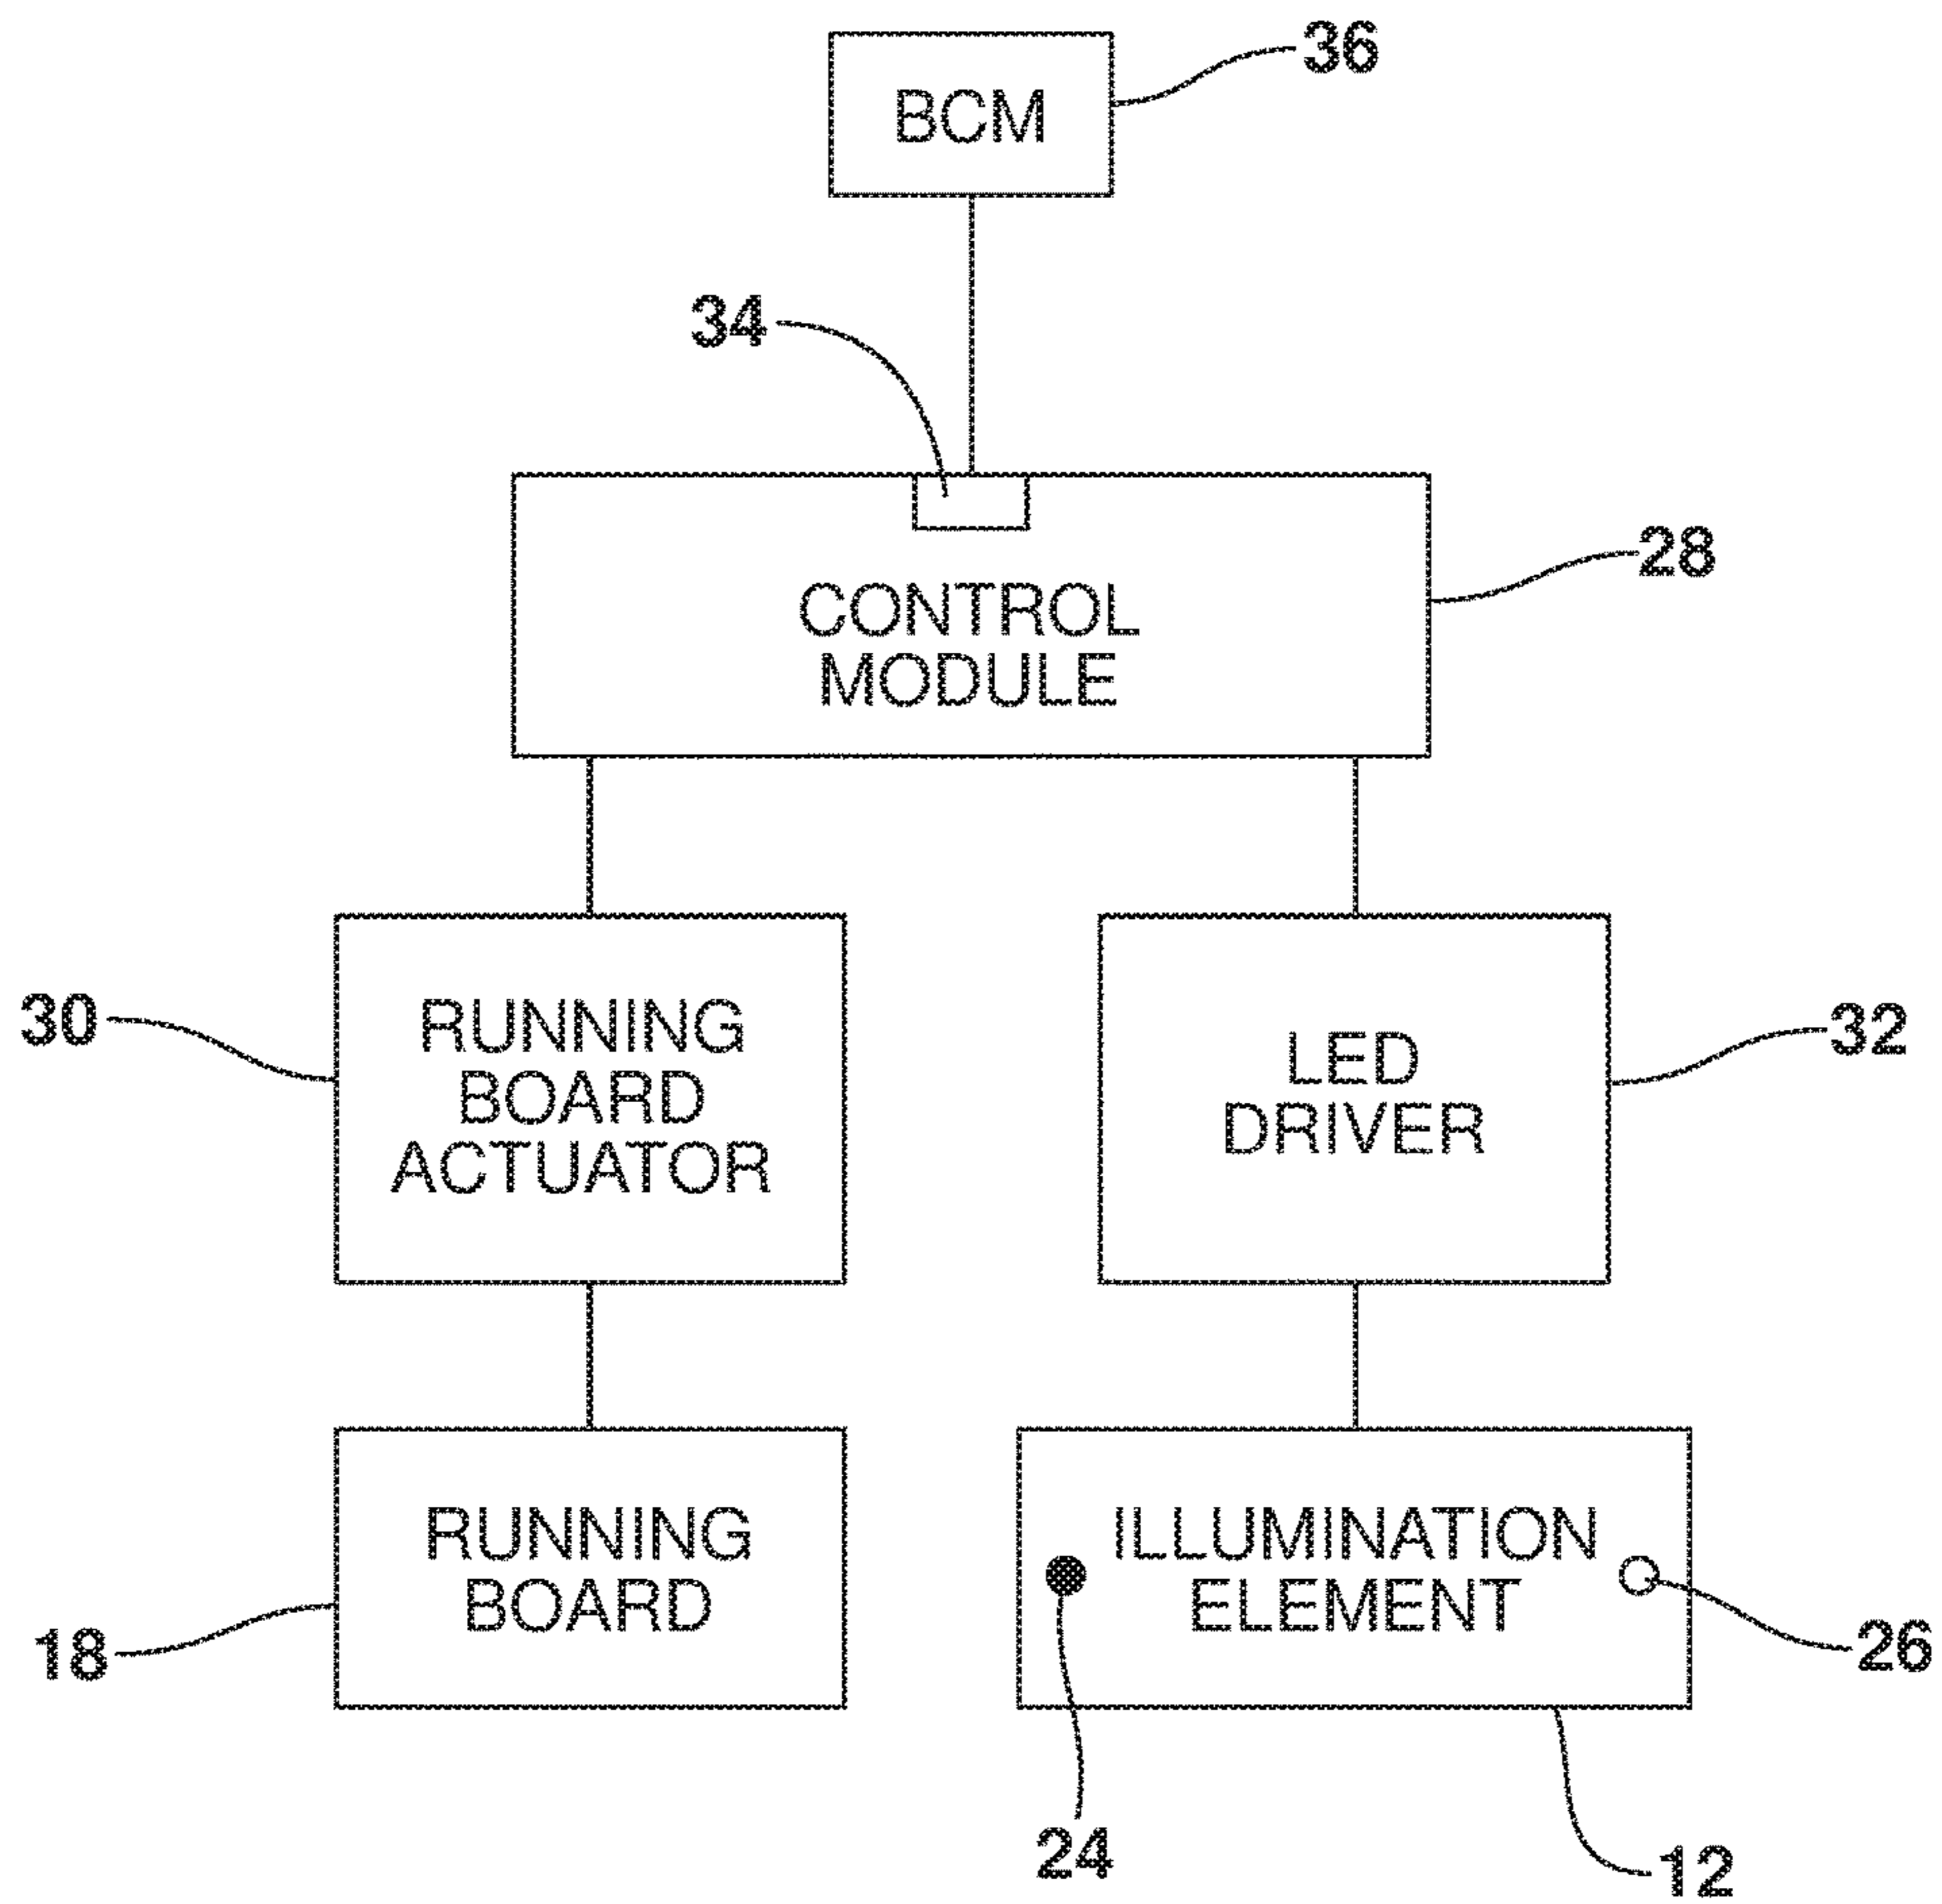 36
BCM
34
28
CONTROL
MODULE
30
RUNNING
BOARD
ACTUATOR
LED
DRIVER
32
RUNNING
BOARD
18
ILLUMINATION
ELEMENT
26
24
12